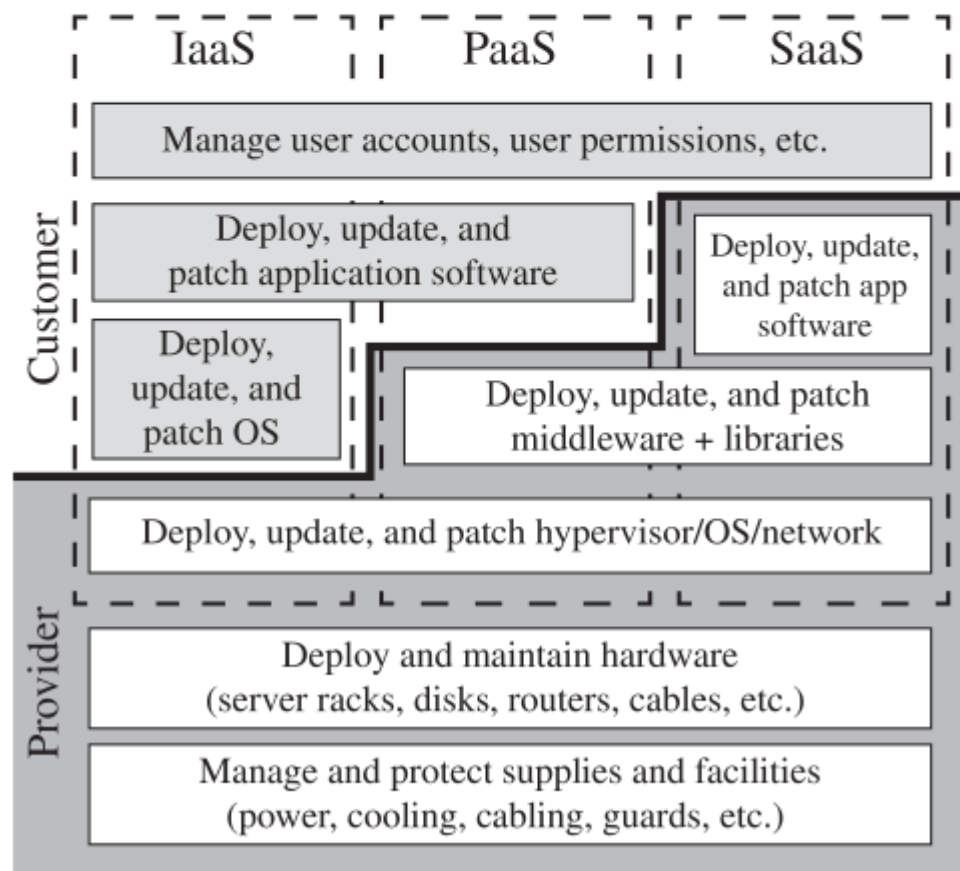 IaaS
PaaS
SaaS
Manage user accounts, user permissions, etc.
Customer
Deploy, update, and
patch application software
Deploy, update,
and patch app
software
Deploy,
update, and
patch OS
Deploy, update, and patch
middleware + libraries
Deploy, update, and patch hypervisor/OS/network
Provider
Deploy and maintain hardware
(server racks, disks, routers, cables, etc.)
Manage and protect supplies and facilities
(power, cooling, cabling, guards, etc.)